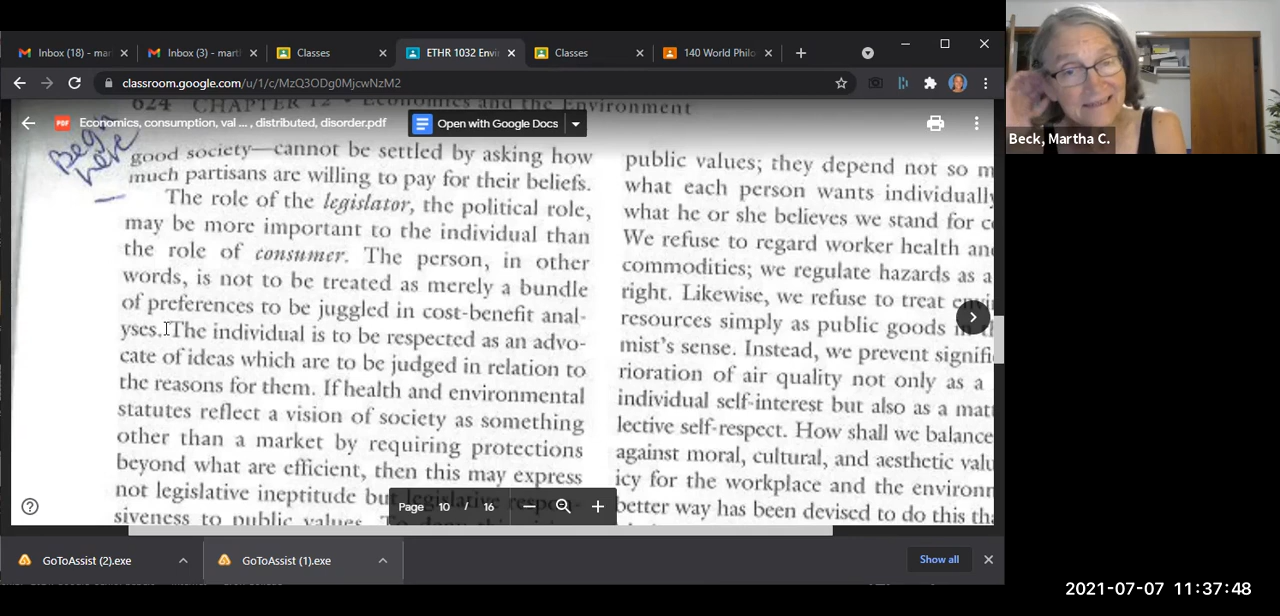 Inbox (18) - mar
Inbox (3) - mart
Classes
ETHR 1032 Envi
Classes
140 World Philo
classroom.google.com/u/1/c/MzQ3ODg0MjcwNzM2
624 CHAPTER 12 • Economics and the Environment
Economics, consumption, val ... , distributed, disorder.pdf
Open with Google Docs
Begin
here
good society—cannot be settled by asking how
much partisans are willing to pay for their beliefs.
The role of the legislator, the political role,
may be more important to the individual than
the role of consumer. The person, in other
words, is not to be treated as merely a bundle
of preferences to be juggled in cost-benefit anal-
yses. The individual is to be respected as an advo-
cate of ideas which are to be judged in relation to
the reasons for them. If health and environmental
statutes reflect a vision of society as something
other than a market by requiring protections
beyond what are efficient, then this may express
not legislative ineptitude but legislative respon-
siveness to public values. To deny this
public values; they depend not so m
what each person wants individually
what he or she believes we stand for c
We refuse to regard worker health and
commodities; we regulate hazards as a
right. Likewise, we refuse to treat envi
resources simply as public goods in th
mist's sense. Instead, we prevent signifi
rioration of air quality not only as a
individual self-interest but also as a matt
lective self-respect. How shall we balance
against moral, cultural, and aesthetic valu
icy for the workplace and the environm
better way has been devised to do this tha
Page 10 / 16
GoToAssist (2).exe
GoToAssist (1).exe
Show all
Beck, Martha C.
2021-07-07 11:37:48